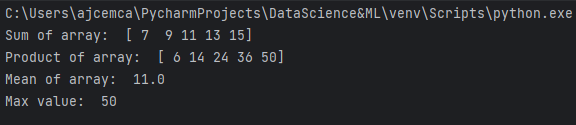 C:\Users\ajcemca\PycharmProjects\DataScience&ML\venv\Scripts\python.exe
Sum of array:  [ 7  9 11 13 15]
Product of array:  [ 6 14 24 36 50]
Mean of array:  11.0
Max value:  50